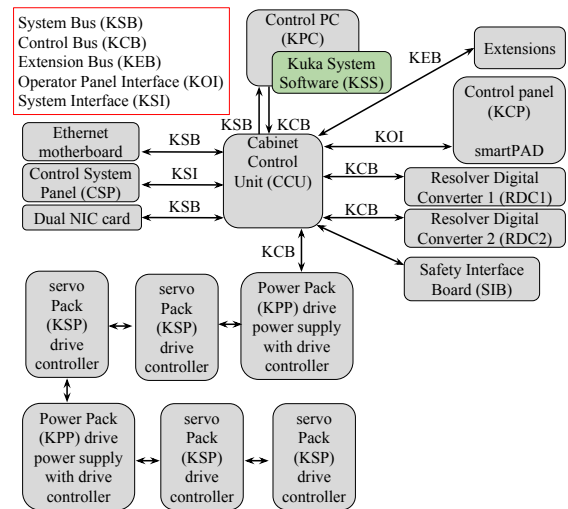 System Bus (KSB)
Control Bus (KCB)
Extension Bus (KEB)
Operator Panel Interface (KOI)
System Interface (KSI)
Control PC
(KPC)
Kuka System
Software (KSS)
KEB
Extensions
Control panel
(KCP)
smartPAD
KSB
KCB
KOI
Ethernet
motherboard
KSB
Cabinet
Control
Unit (CCU)
Control System
Panel (CSP)
KSI
KCB
Resolver Digital
Converter 1 (RDC1)
Dual NIC card
KSB
KCB
Resolver Digital
Converter 2 (RDC2)
KCB
Safety Interface
Board (SIB)
servo
Pack
(KSP)
drive
controller
servo
Pack
(KSP)
drive
controller
Power Pack
(KPP) drive
power supply
with drive
controller
Power Pack
(KPP) drive
power supply
with drive
controller
servo
Pack
(KSP)
drive
controller
servo
Pack
(KSP)
drive
controller